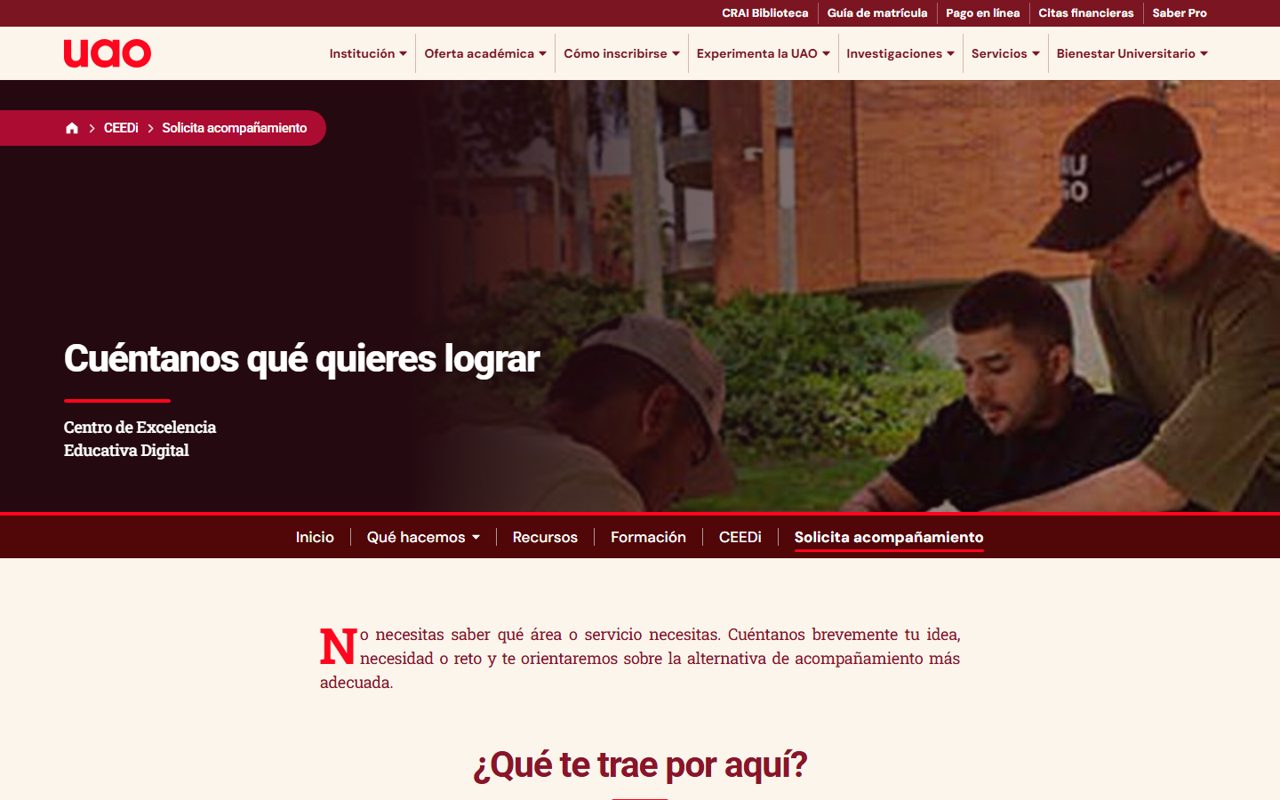 CRAI Biblioteca
Guía de matrícula
Pago en línea
Citas financieras
Saber Pro
uao
Institución
Oferta académica
Cómo inscribirse
Experimenta la UAO
Investigaciones
Servicios
Bienestar Universitario
CEEDi
Solicita acompañamiento
Cuéntanos qué quieres lograr
Centro de Excelencia
Educativa Digital
Inicio
Qué hacemos
Recursos
Formación
CEEDi
Solicita acompañamiento
No necesitas saber qué área o servicio necesitas. Cuéntanos brevemente tu idea,
necesidad o reto y te orientaremos sobre la alternativa de acompañamiento más
adecuada.
¿Qué te trae por aquí?